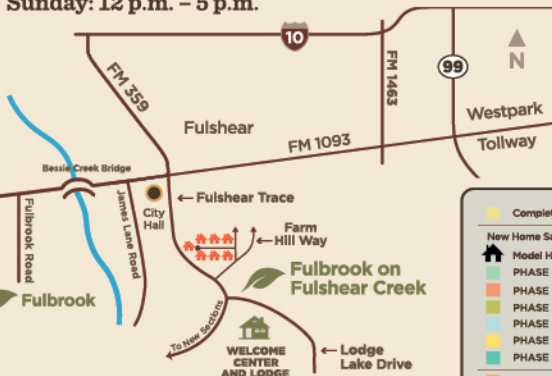 Sunday: 12 p.m. – 5 p.m.
10
FM 359
FM 1463
99
N
Fulshear
FM 1093
Westpark
Tollway
Bessie Creek Bridge
City
Hall
Fulshear Trace
Fulbrook Road
James Lane Road
Farm
Hill Way
Fulbrook on
Fulshear Creek
Fulbrook
To New Sections
WELCOME
CENTER
AND LODGE
Lodge
Lake Drive
New Home
Model
PHASE
PHASE
PHASE
PHASE
PHASE
PHASE